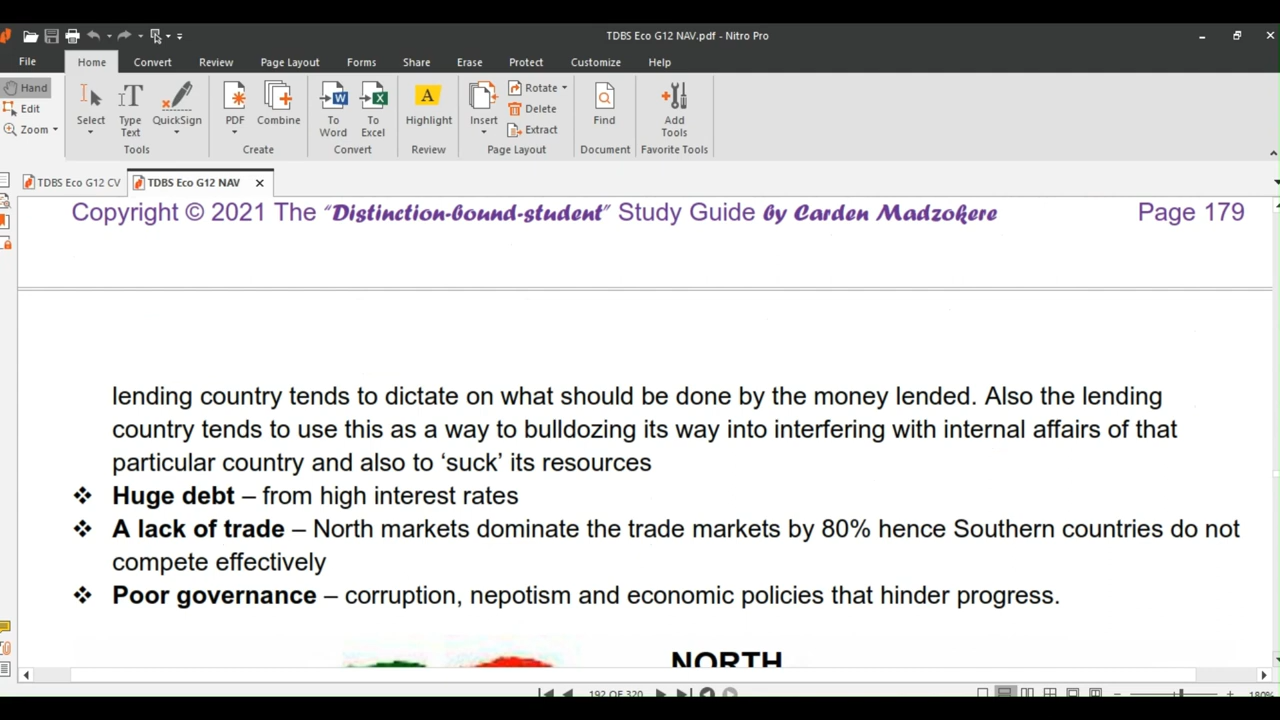 TDBS Eco G12 NAV.pdf - Nitro Pro
File Home Convert Review Page Layout Forms Share Erase Protect Customize Help
Hand
Edit
Zoom
Select
Type Text
QuickSign
Tools
PDF
Combine
Create
To Word
To Excel
Convert
Highlight
Review
Insert
Rotate
Delete
Extract
Page Layout
Find
Document
Add Tools
Favorite Tools
TDBS Eco G12 CV TDBS Eco G12 NAV
Copyright © 2021 The “Distinction-bound-student” Study Guide by Carden Madzokere Page 179
lending country tends to dictate on what should be done by the money lended. Also the lending
country tends to use this as a way to bulldozing its way into interfering with internal affairs of that
particular country and also to ‘suck’ its resources
❖ Huge debt – from high interest rates
❖ A lack of trade – North markets dominate the trade markets by 80% hence Southern countries do not
compete effectively
❖ Poor governance – corruption, nepotism and economic policies that hinder progress.
NORTH
192 OF 320
180%